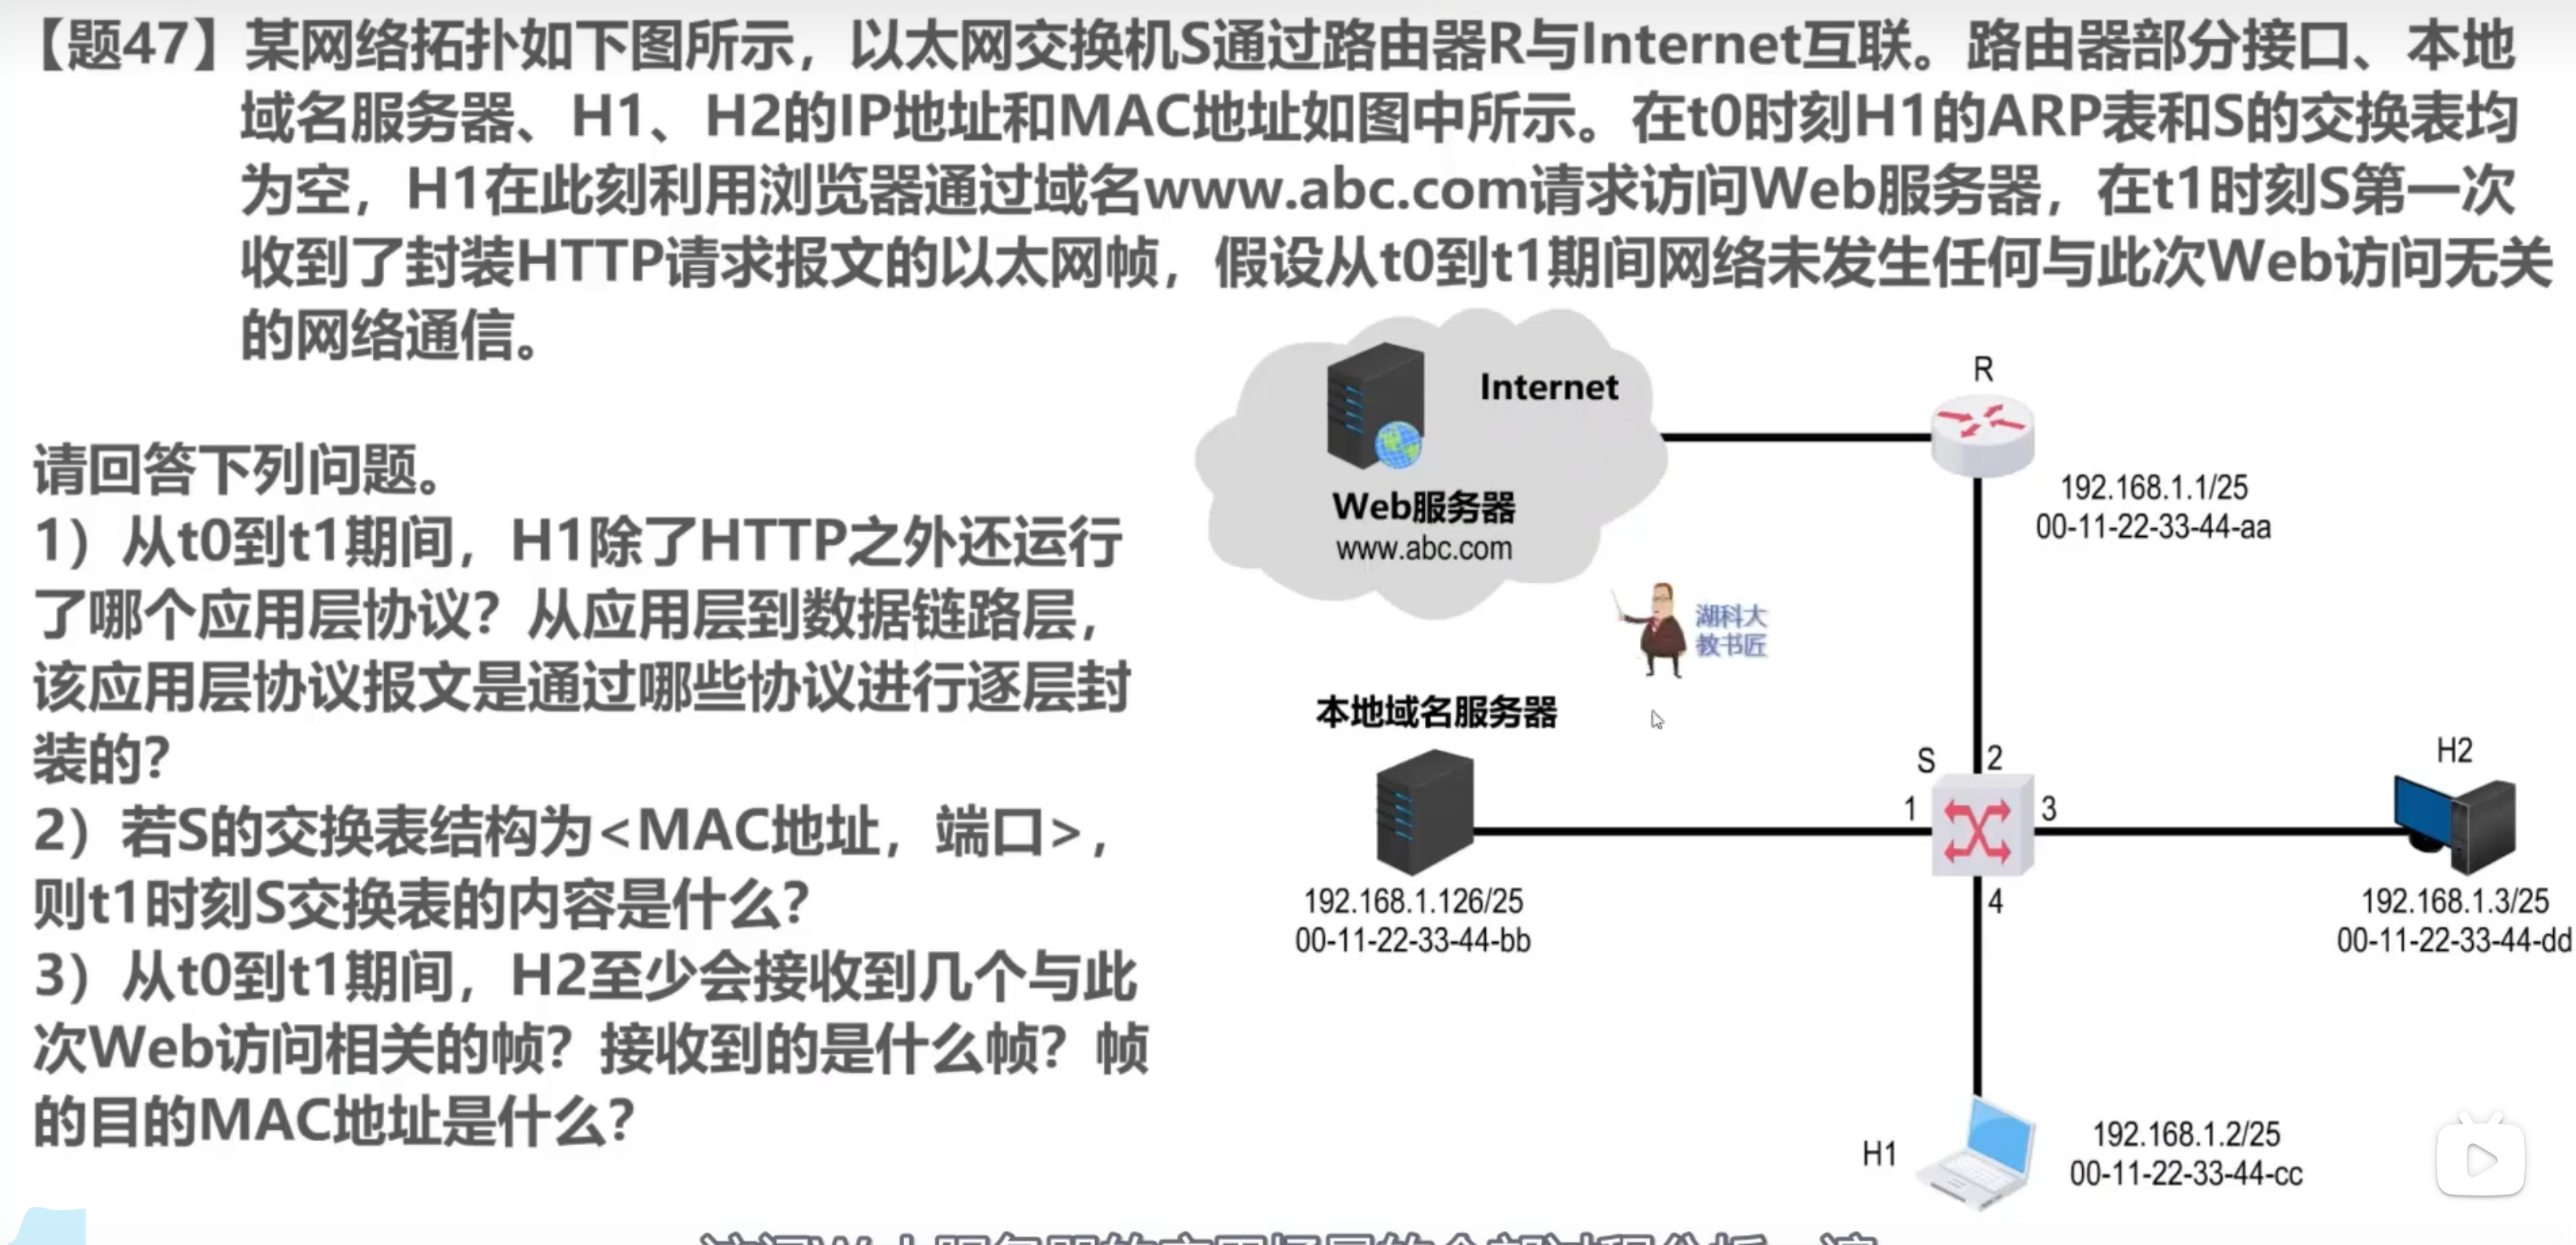 【题47】某网络拓扑如下图所示，以太网交换机S通过路由器R与Internet互联。路由器部分接口、本地
域名服务器、H1、H2的IP地址和MAC地址如图中所示。在t0时刻H1的ARP表和S的交换表均
为空，H1在此刻利用浏览器通过域名www.abc.com请求访问Web服务器，在t1时刻S第一次
收到了封装HTTP请求报文的以太网帧，假设从t0到t1期间网络未发生任何与此次Web访问无关
的网络通信。
请回答下列问题。
1）从t0到t1期间，H1除了HTTP之外还运行
了哪个应用层协议？从应用层到数据链路层，
该应用层协议报文是通过哪些协议进行逐层封
装的？
2）若S的交换表结构为<MAC地址，端口>，
则t1时刻S交换表的内容是什么？
3）从t0到t1期间，H2至少会接收到几个与此
次Web访问相关的帧？接收到的是什么帧？帧
的目的MAC地址是什么？
Internet
Web服务器
www.abc.com
R
192.168.1.1/25
00-11-22-33-44-aa
湖科大
教书匠
本地域名服务器
192.168.1.126/25
00-11-22-33-44-bb
S
2
1
3
4
H2
192.168.1.3/25
00-11-22-33-44-dd
H1
192.168.1.2/25
00-11-22-33-44-cc